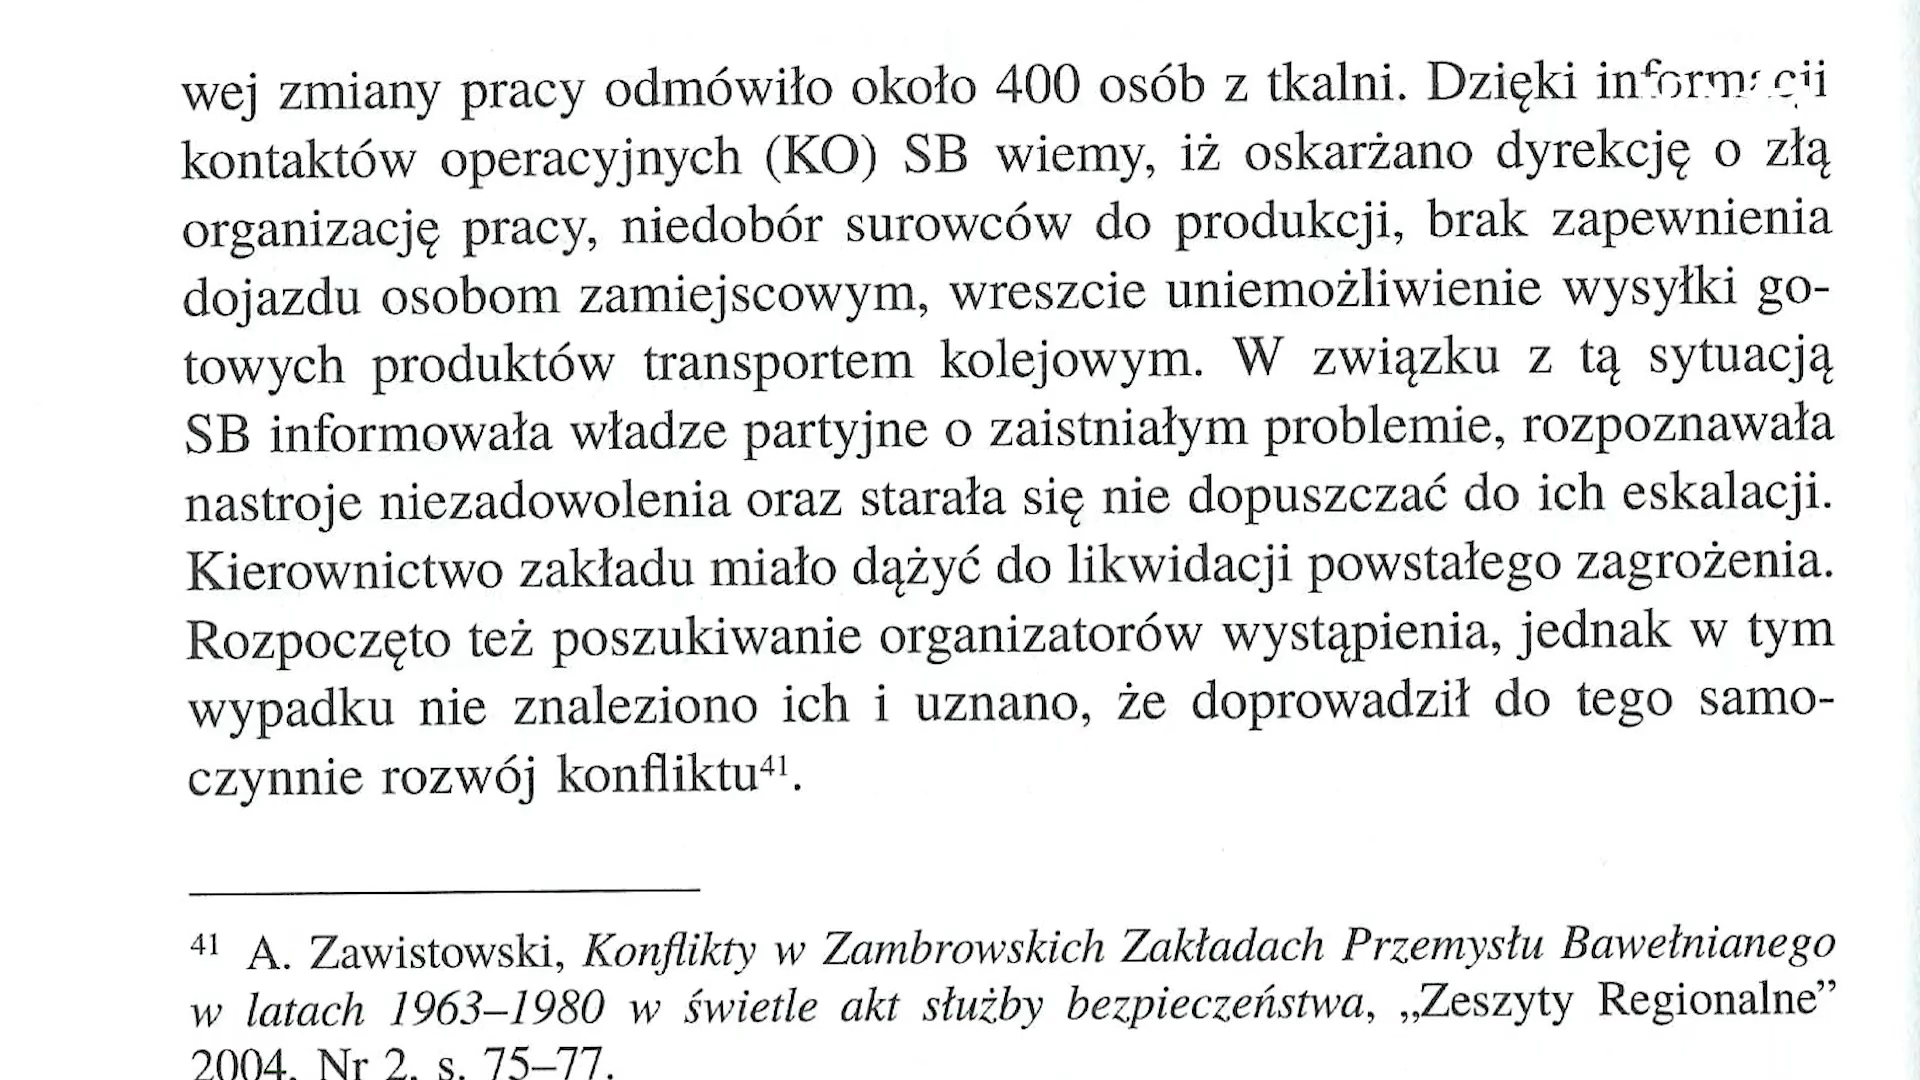 wej zmiany pracy odmówiło około 400 osób z tkalni. Dzięki informacji
kontaktów operacyjnych (KO) SB wiemy, iż oskarżano dyrekcję o złą
organizację pracy, niedobór surowców do produkcji, brak zapewnienia
dojazdu osobom zamiejscowym, wreszcie uniemożliwienie wysyłki go-
towych produktów transportem kolejowym. W związku z tą sytuacją
SB informowała władze partyjne o zaistniałym problemie, rozpoznawała
nastroje niezadowolenia oraz starała się nie dopuszczać do ich eskalacji.
Kierownictwo zakładu miało dążyć do likwidacji powstałego zagrożenia.
Rozpoczęto też poszukiwanie organizatorów wystąpienia, jednak w tym
wypadku nie znaleziono ich i uznano, że doprowadził do tego samo-
czynnie rozwój konfliktu⁴¹.
⁴¹ A. Zawistowski, Konflikty w Zambrowskich Zakładach Przemysłu Bawełnianego
w latach 1963–1980 w świetle akt służby bezpieczeństwa, „Zeszyty Regionalne”
2004, Nr 2, s. 75–77.